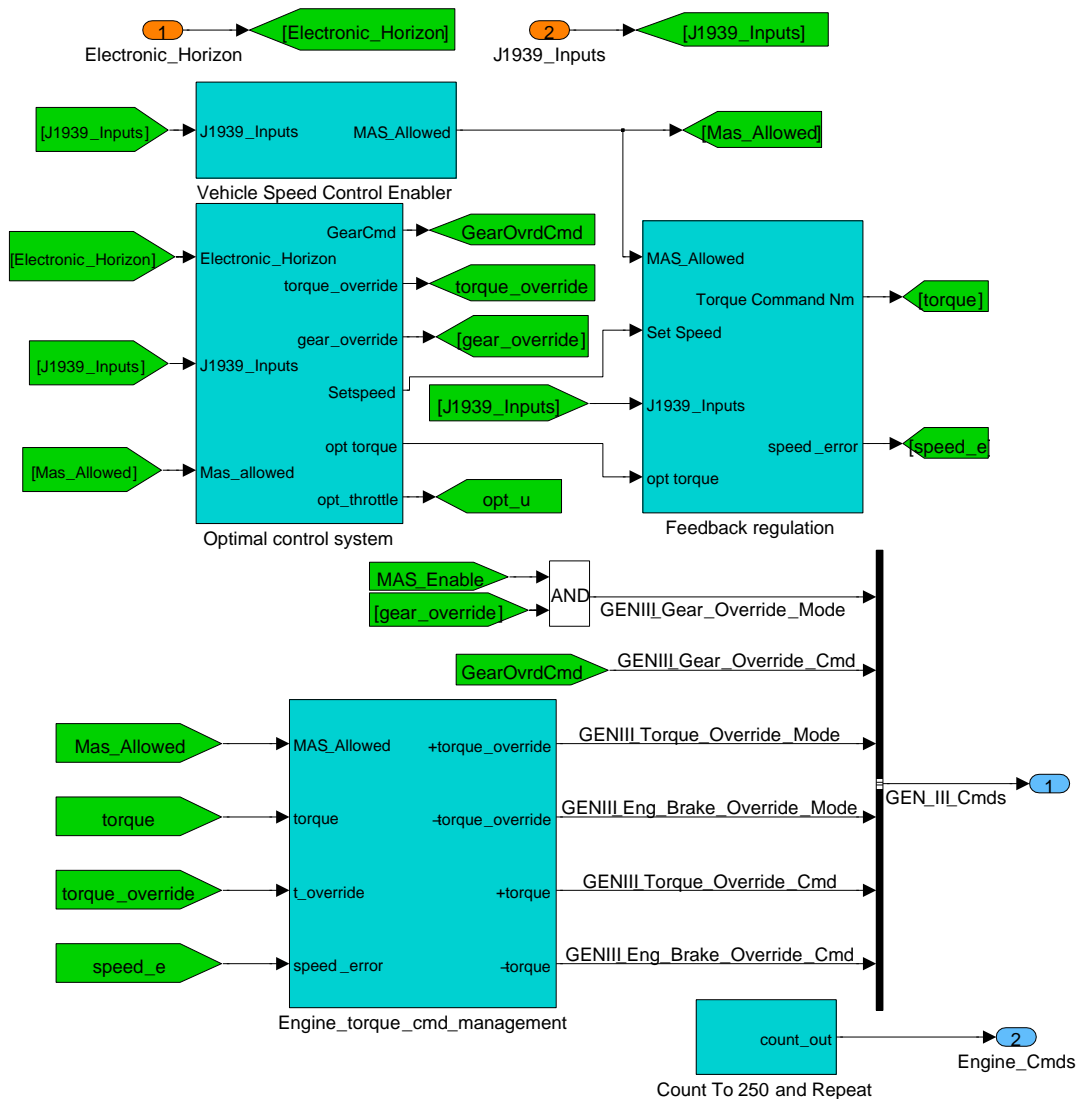 1
[Electronic_Horizon]
Electronic_Horizon
2
[J1939_Inputs]
J1939_Inputs
[J1939_Inputs]
J1939_Inputs
MAS_Allowed
[Mas_Allowed]
Vehicle Speed Control Enabler
[Electronic_Horizon]
Electronic_Horizon
[J1939_Inputs]
J1939_Inputs
[Mas_Allowed]
Mas_allowed
GearCmd
GearOvrdCmd
torque_override
torque_override
gear_override
[gear_override]
Setspeed
opt torque
opt_throttle
opt_u
Optimal control system
MAS_Allowed
Set Speed
[J1939_Inputs]
J1939_Inputs
opt torque
Torque Command Nm
[torque]
speed_error
[speed_e]
Feedback regulation
MAS_Enable
[gear_override]
AND
GENIII_Gear_Override_Mode
GearOvrdCmd
GENIII_Gear_Override_Cmd
Mas_Allowed
MAS_Allowed
+torque_override
GENIII_Torque_Override_Mode
torque
torque
-torque_override
GENIII_Eng_Brake_Override_Mode
torque_override
t_override
+torque
GENIII_Torque_Override_Cmd
speed_e
speed_error
-torque
GENIII_Eng_Brake_Override_Cmd
Engine_torque_cmd_management
1
GEN_III_Cmds
count_out
2
Engine_Cmds
Count To 250 and Repeat